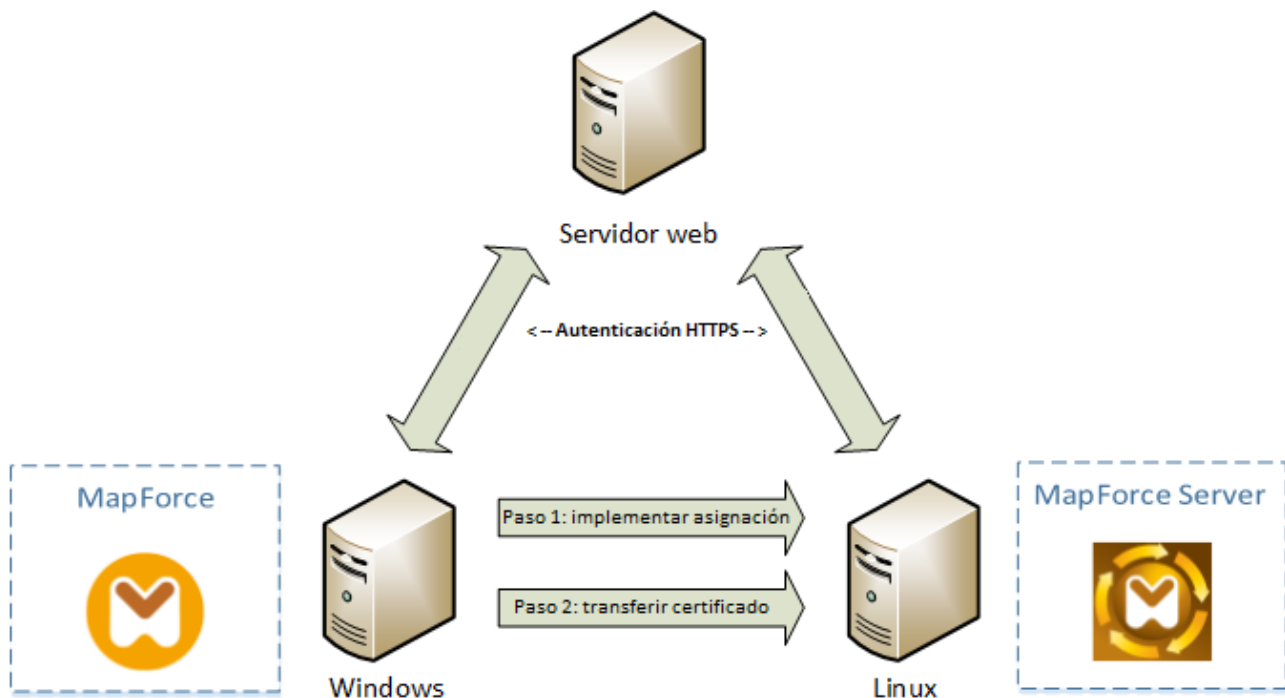 Servidor web
< -- Autenticación HTTPS -- >
MapForce
MapForce Server
Paso 1: implementar asignación
Paso 2: transferir certificado
Windows
Linux